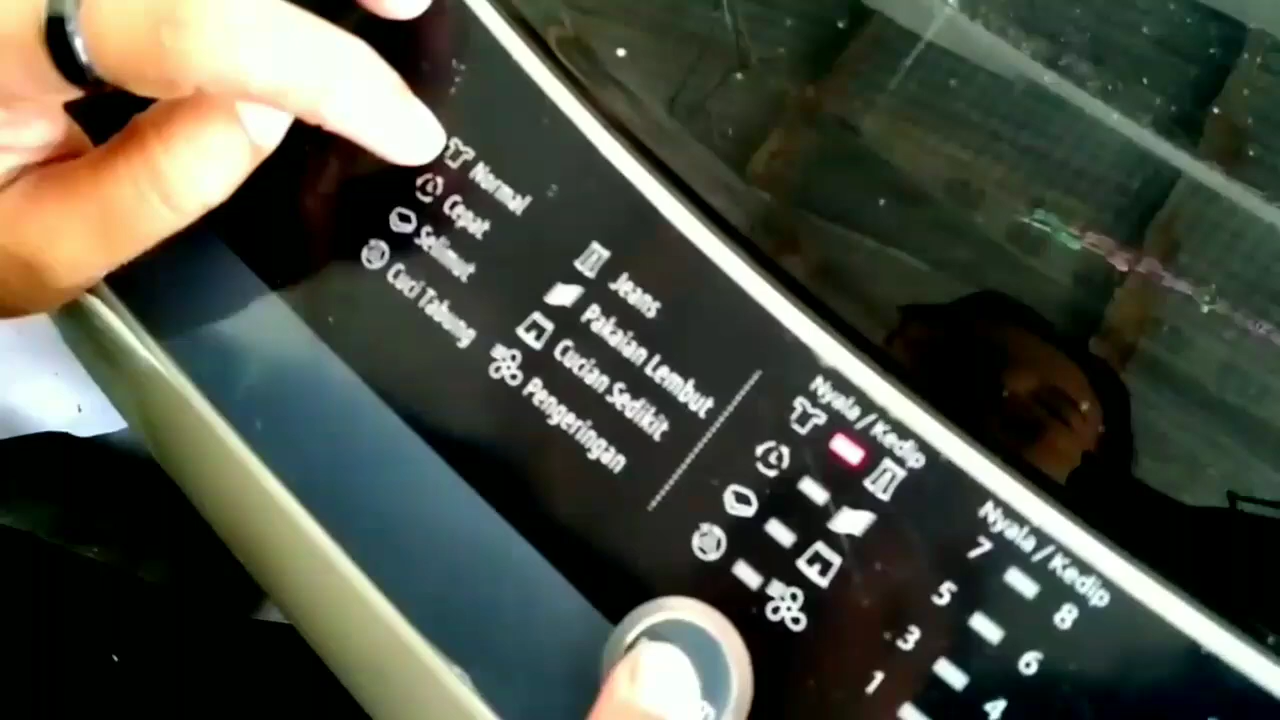 Normal
Cepat
Selimut
Cuci Tabung
Jeans
Pakaian Lembut
Cucian Sedikit
Pengeringan
Nyala / Kedip
Nyala / Kedip
7 8
5 6
3 4
1